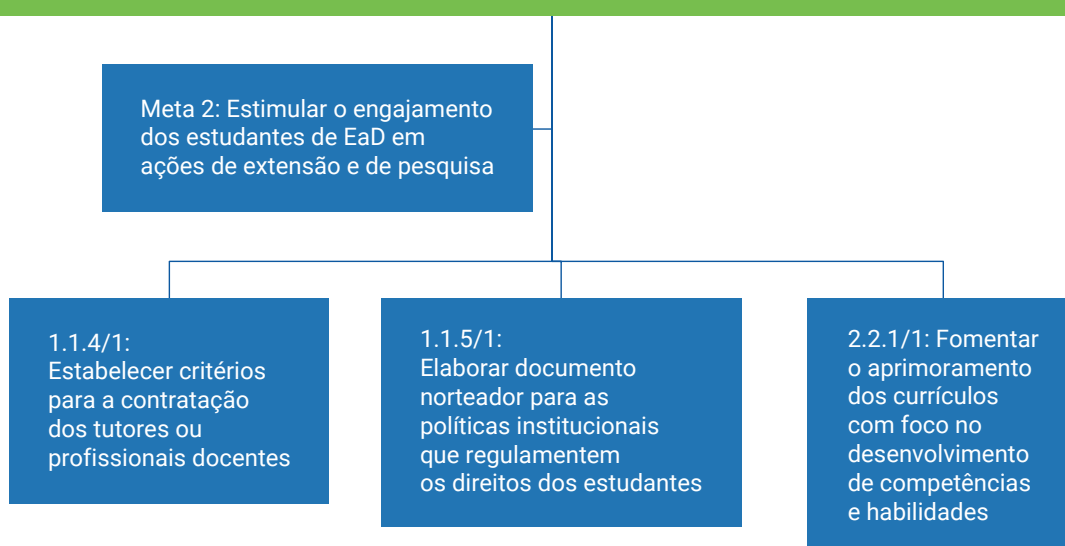 Meta 2: Estimular o engajamento
dos estudantes de EaD em
ações de extensão e de pesquisa
1.1.4/1:
Estabelecer critérios
para a contratação
dos tutores ou
profissionais docentes
1.1.5/1:
Elaborar documento
norteador para as
políticas institucionais
que regulamentem
os direitos dos estudantes
2.2.1/1: Fomentar
o aprimoramento
dos currículos
com foco no
desenvolvimento
de competências
e habilidades